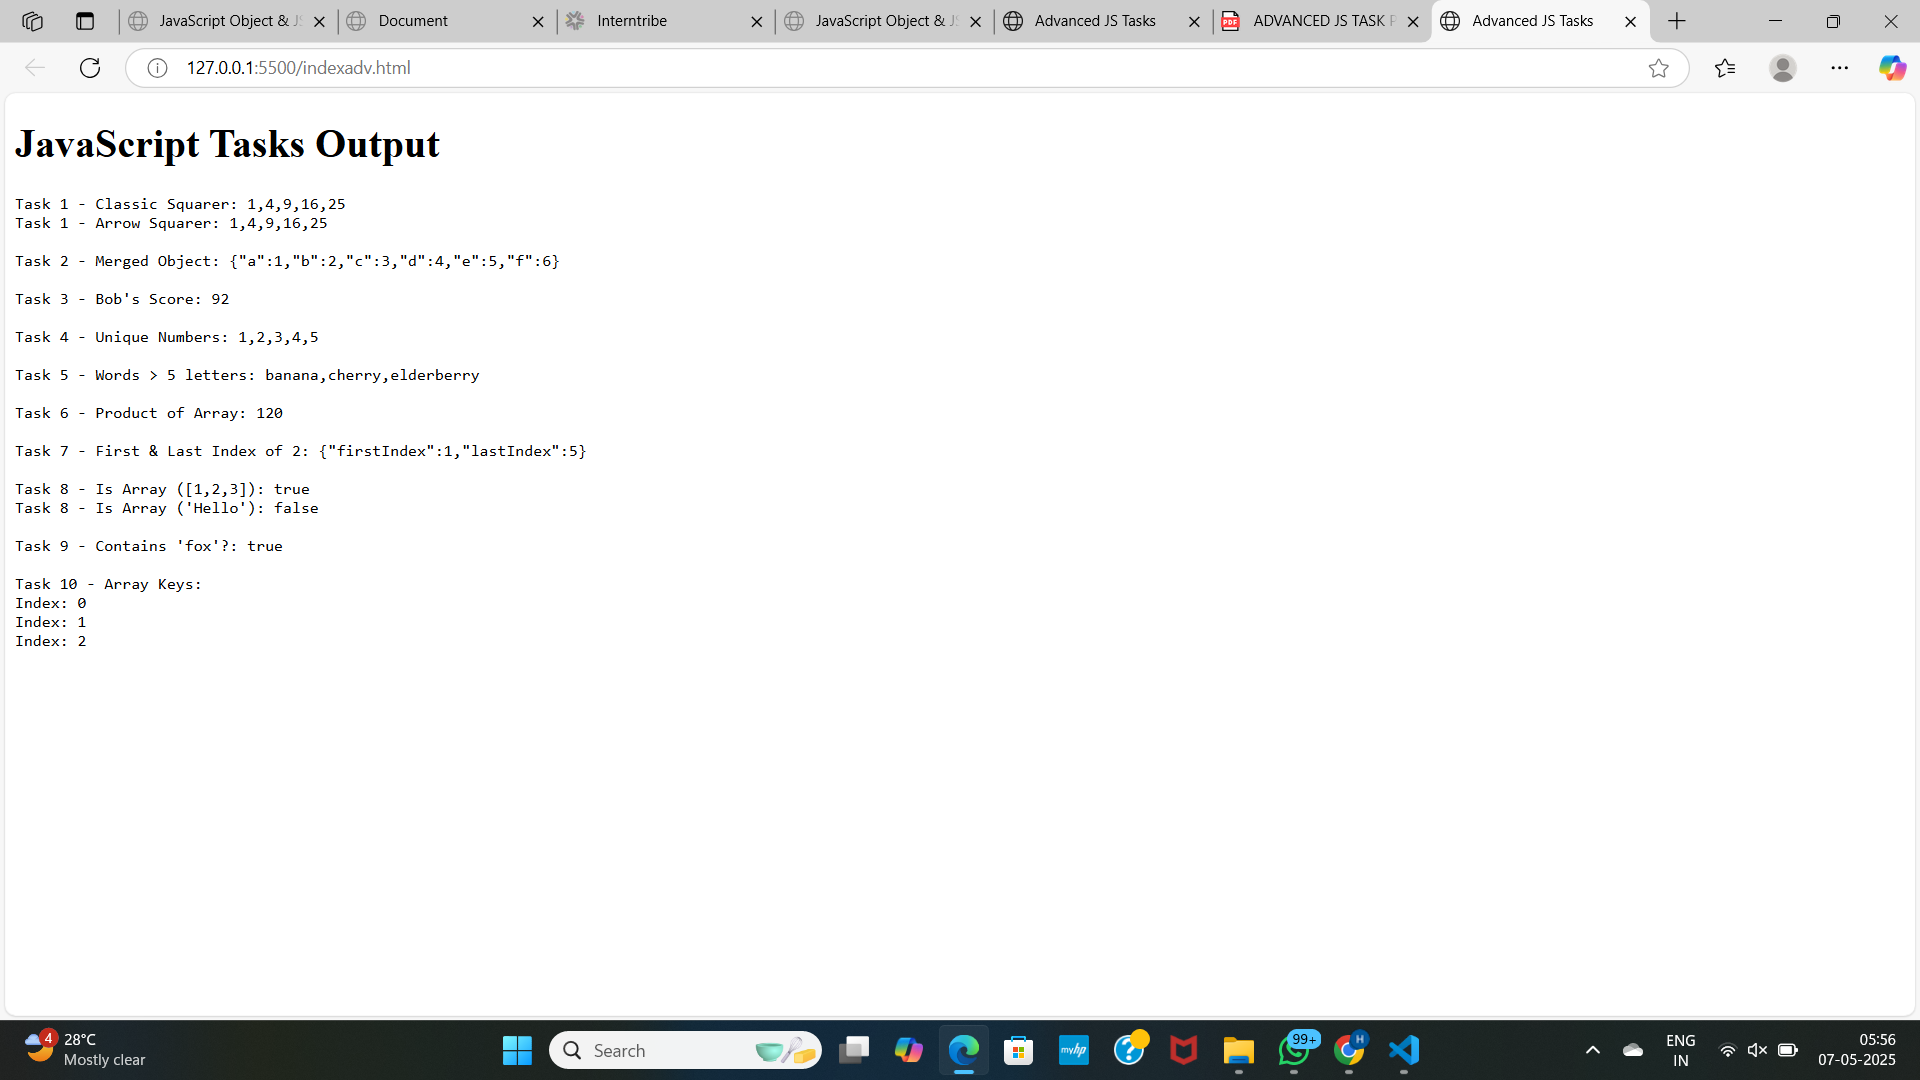 JavaScript Object & JS
Document
Interntribe
JavaScript Object & JS
Advanced JS Tasks
PDF
ADVANCED JS TASK P
Advanced JS Tasks
127.0.0.1:5500/indexadv.html
JavaScript Tasks Output
Task 1 - Classic Squarer: 1,4,9,16,25
Task 1 - Arrow Squarer: 1,4,9,16,25
Task 2 - Merged Object: {"a":1,"b":2,"c":3,"d":4,"e":5,"f":6}
Task 3 - Bob's Score: 92
Task 4 - Unique Numbers: 1,2,3,4,5
Task 5 - Words > 5 letters: banana,cherry,elderberry
Task 6 - Product of Array: 120
Task 7 - First & Last Index of 2: {"firstIndex":1,"lastIndex":5}
Task 8 - Is Array ([1,2,3]): true
Task 8 - Is Array ('Hello'): false
Task 9 - Contains 'fox'?: true
Task 10 - Array Keys:
Index: 0
Index: 1
Index: 2
4
28°C
Mostly clear
Search
myhp
99+
H
ENG
IN
05:56
07-05-2025